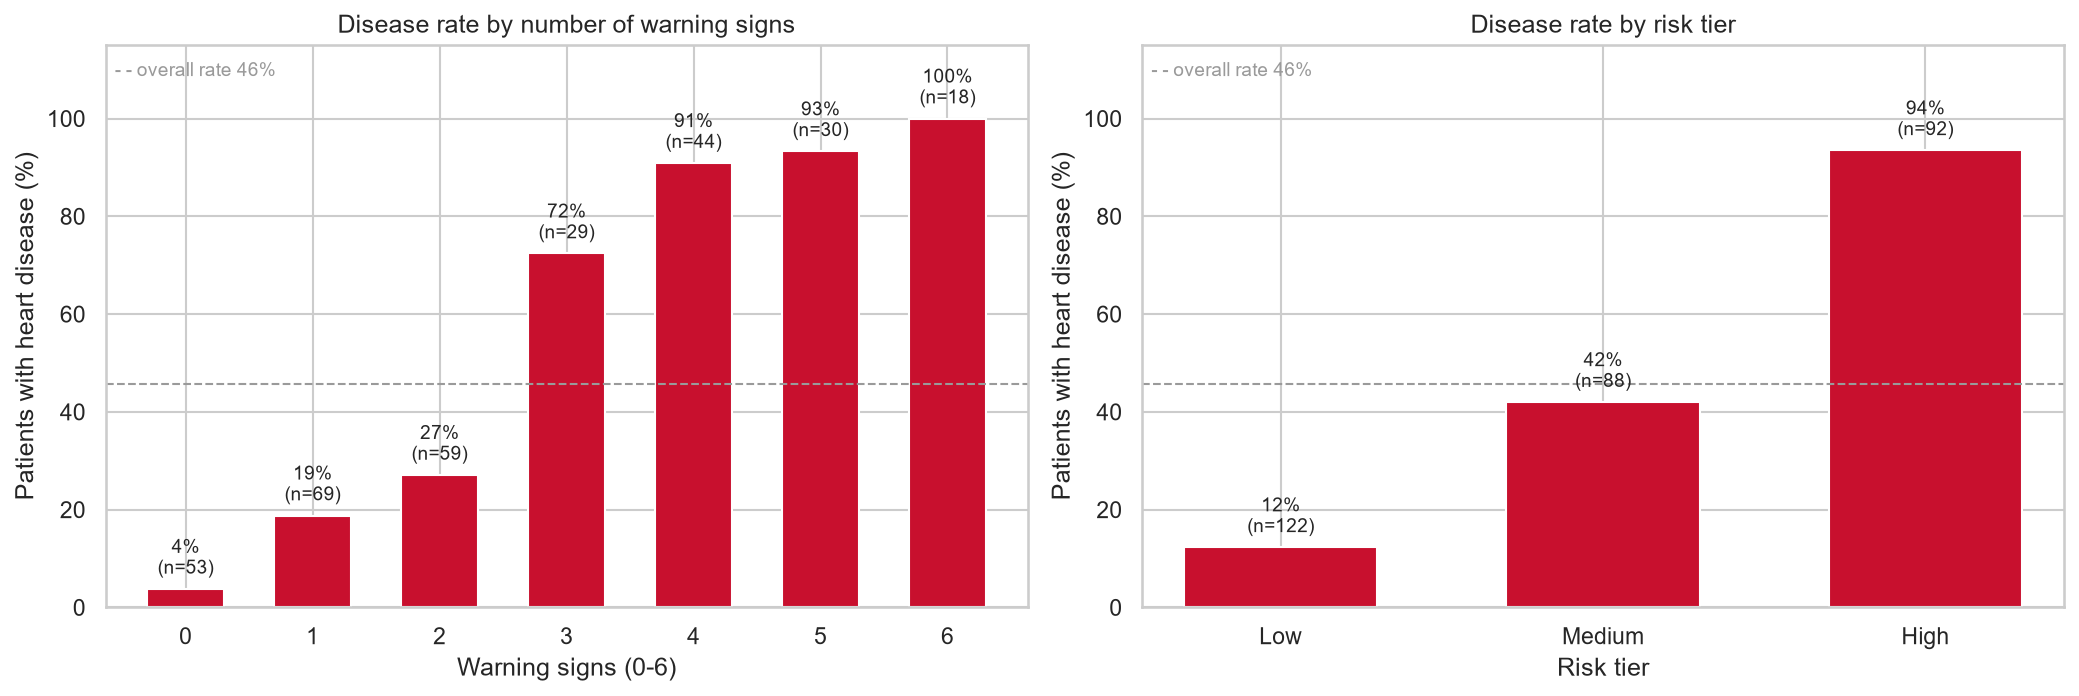 Disease rate by number of warning signs
overall rate 46%
Patients with heart disease (%)
100
80
60
40
20
0
4%
(n=53)
19%
(n=69)
27%
(n=59)
72%
(n=29)
91%
(n=44)
93%
(n=30)
100%
(n=18)
0 1 2 3 4 5 6
Warning signs (0-6)
Disease rate by risk tier
overall rate 46%
Patients with heart disease (%)
100
80
60
40
20
0
12%
(n=122)
42%
(n=88)
94%
(n=92)
Low Medium High
Risk tier